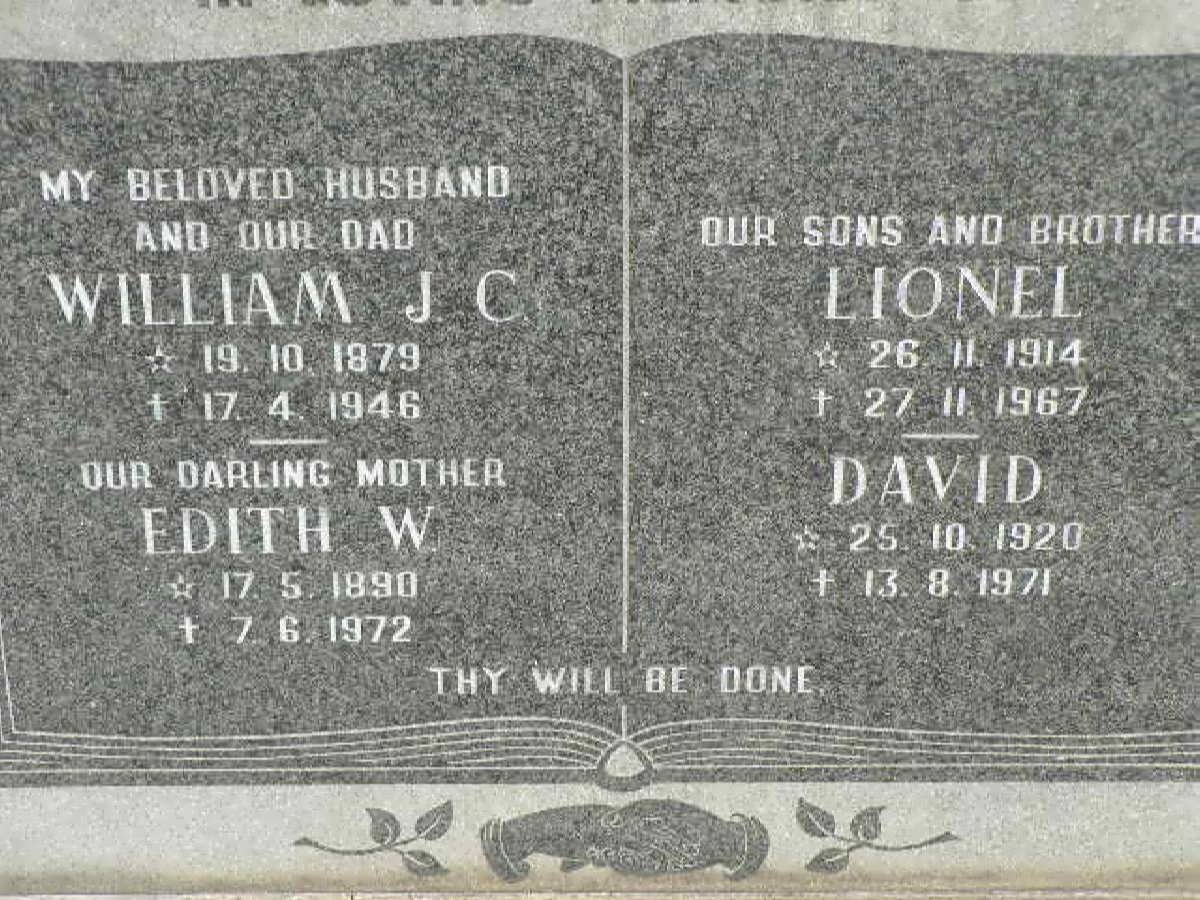 IN LOVING
MY BELOVED HUSBAND
AND OUR DAD
WILLIAM J C
☆ 19. 10. 1879
† 17. 4. 1946
OUR DARLING MOTHER
EDITH W.
☆ 17. 5. 1890
† 7. 6. 1972
OUR SONS AND BROTHER
LIONEL
☆ 26. 11. 1914
† 27. 11. 1967
DAVID
☆ 25. 10. 1920
† 13. 8. 1971
THY WILL BE DONE.